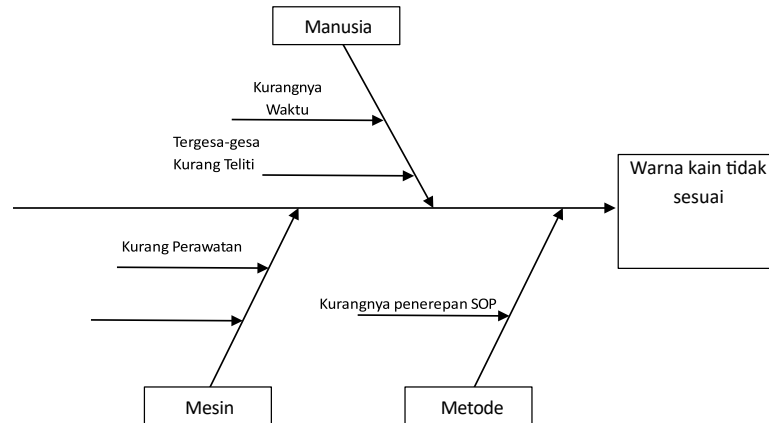 Manusia
Kurangnya
Waktu
Tergesa-gesa
Kurang Teliti
Warna kain tidak
sesuai
Kurang Perawatan
Kurangnya penerepan SOP
Mesin
Metode